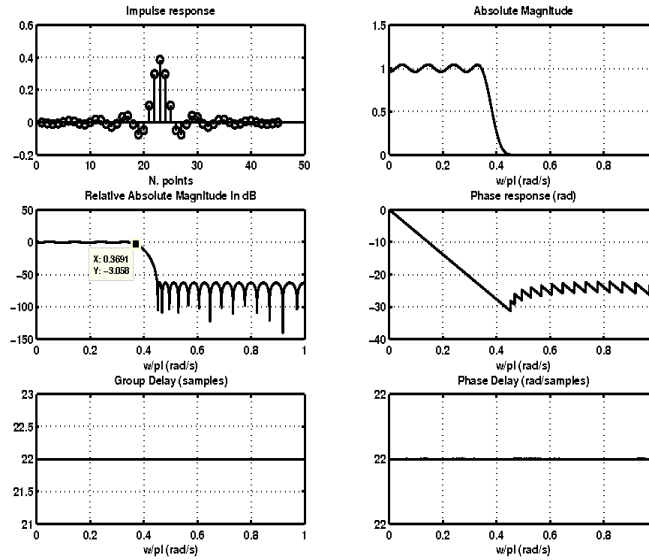 Impulse response
0.6
0.4
0.2
0
−0.2
0 10 20 30 40 50
N. points
Absolute Magnitude
1.5
1
0.5
0
0 0.2 0.4 0.6 0.8
w/pI (rad/s)
Relative Absolute Magnitude In dB
50
0
−50
−100
−150
X: 0.3691
Y: −3.058
0 0.2 0.4 0.6 0.8 1
w/pI (rad/s)
Phase response (rad)
0
−10
−20
−30
−40
0 0.2 0.4 0.6 0.8
w/pI (rad/s)
Group Delay (samples)
23
22.5
22
21.5
21
0 0.2 0.4 0.6 0.8 1
w/pI (rad/s)
Phase Delay (rad/samples)
22
22
22
0 0.2 0.4 0.6 0.8
w/pI (rad/s)